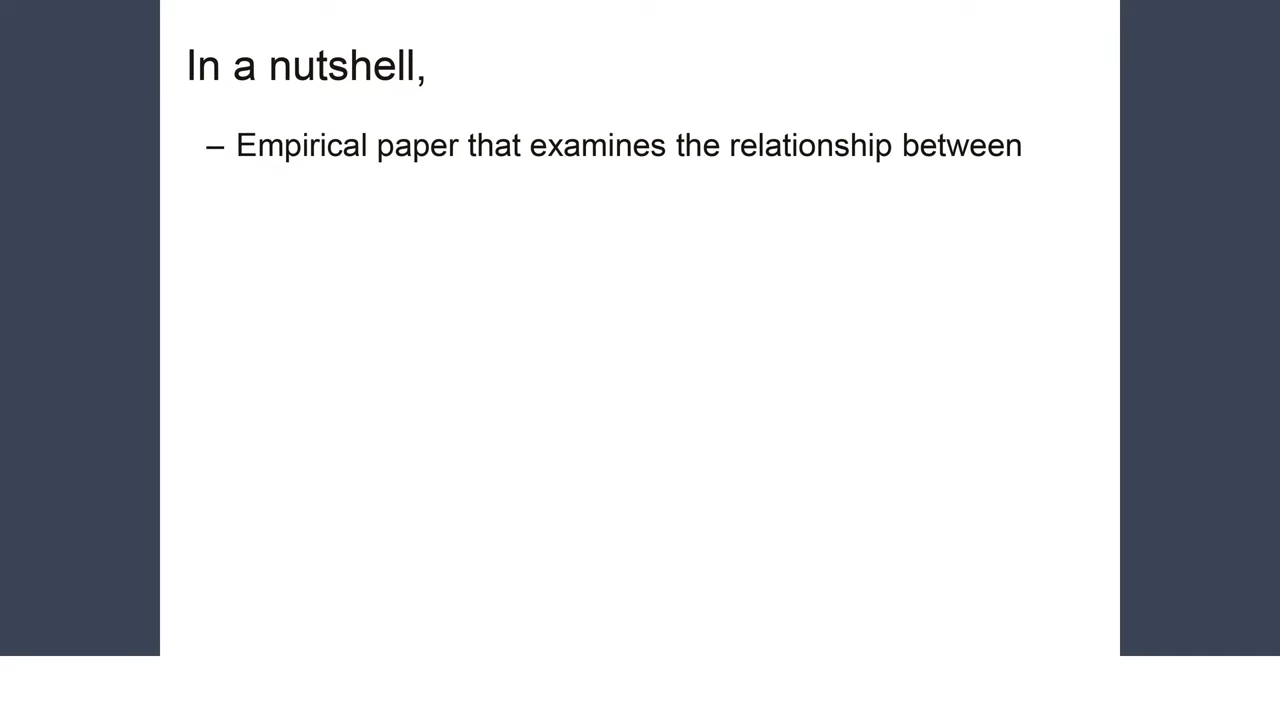 In a nutshell,
– Empirical paper that examines the relationship between